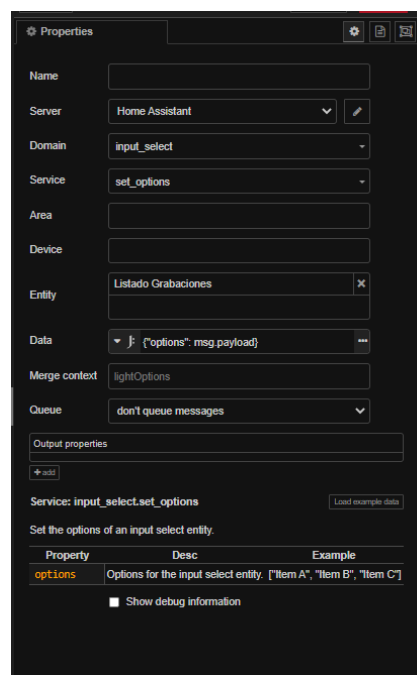 Properties
Name
Server Home Assistant
Domain input_select
Service set_options
Area
Device
Entity Listado Grabaciones
Data J: {"options": msg.payload}
Merge context lightOptions
Queue don't queue messages
Output properties
+ add
Service: input_select.set_options Load example data
Set the options of an input select entity.
Property Desc Example
options Options for the input select entity. ["Item A", "Item B", "Item C"]
Show debug information